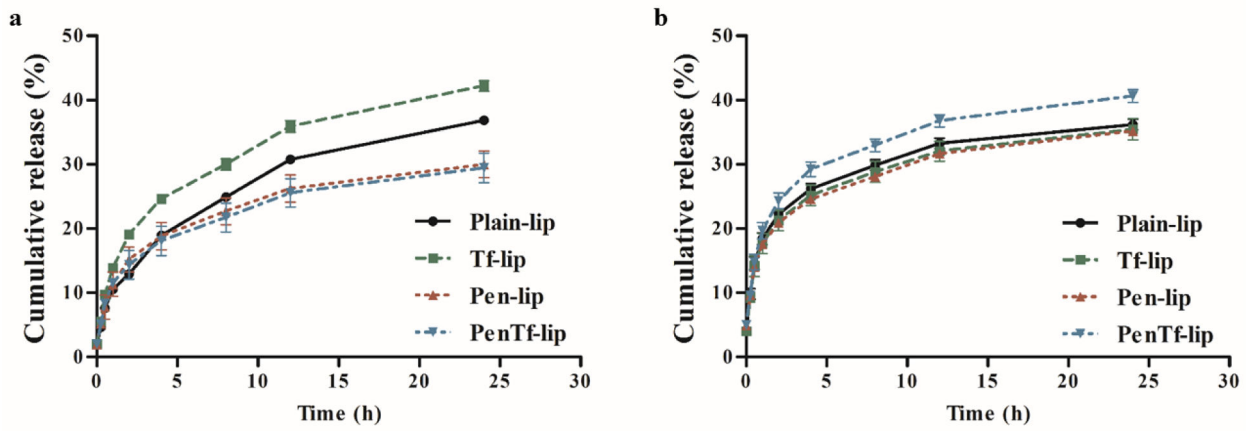 a
Cumulative release (%)
50
40
30
20
10
0
0 5 10 15 20 25 30
Time (h)
Plain-lip
Tf-lip
Pen-lip
PenTf-lip
b
Cumulative release (%)
50
40
30
20
10
0
0 5 10 15 20 25 30
Time (h)
Plain-lip
Tf-lip
Pen-lip
PenTf-lip